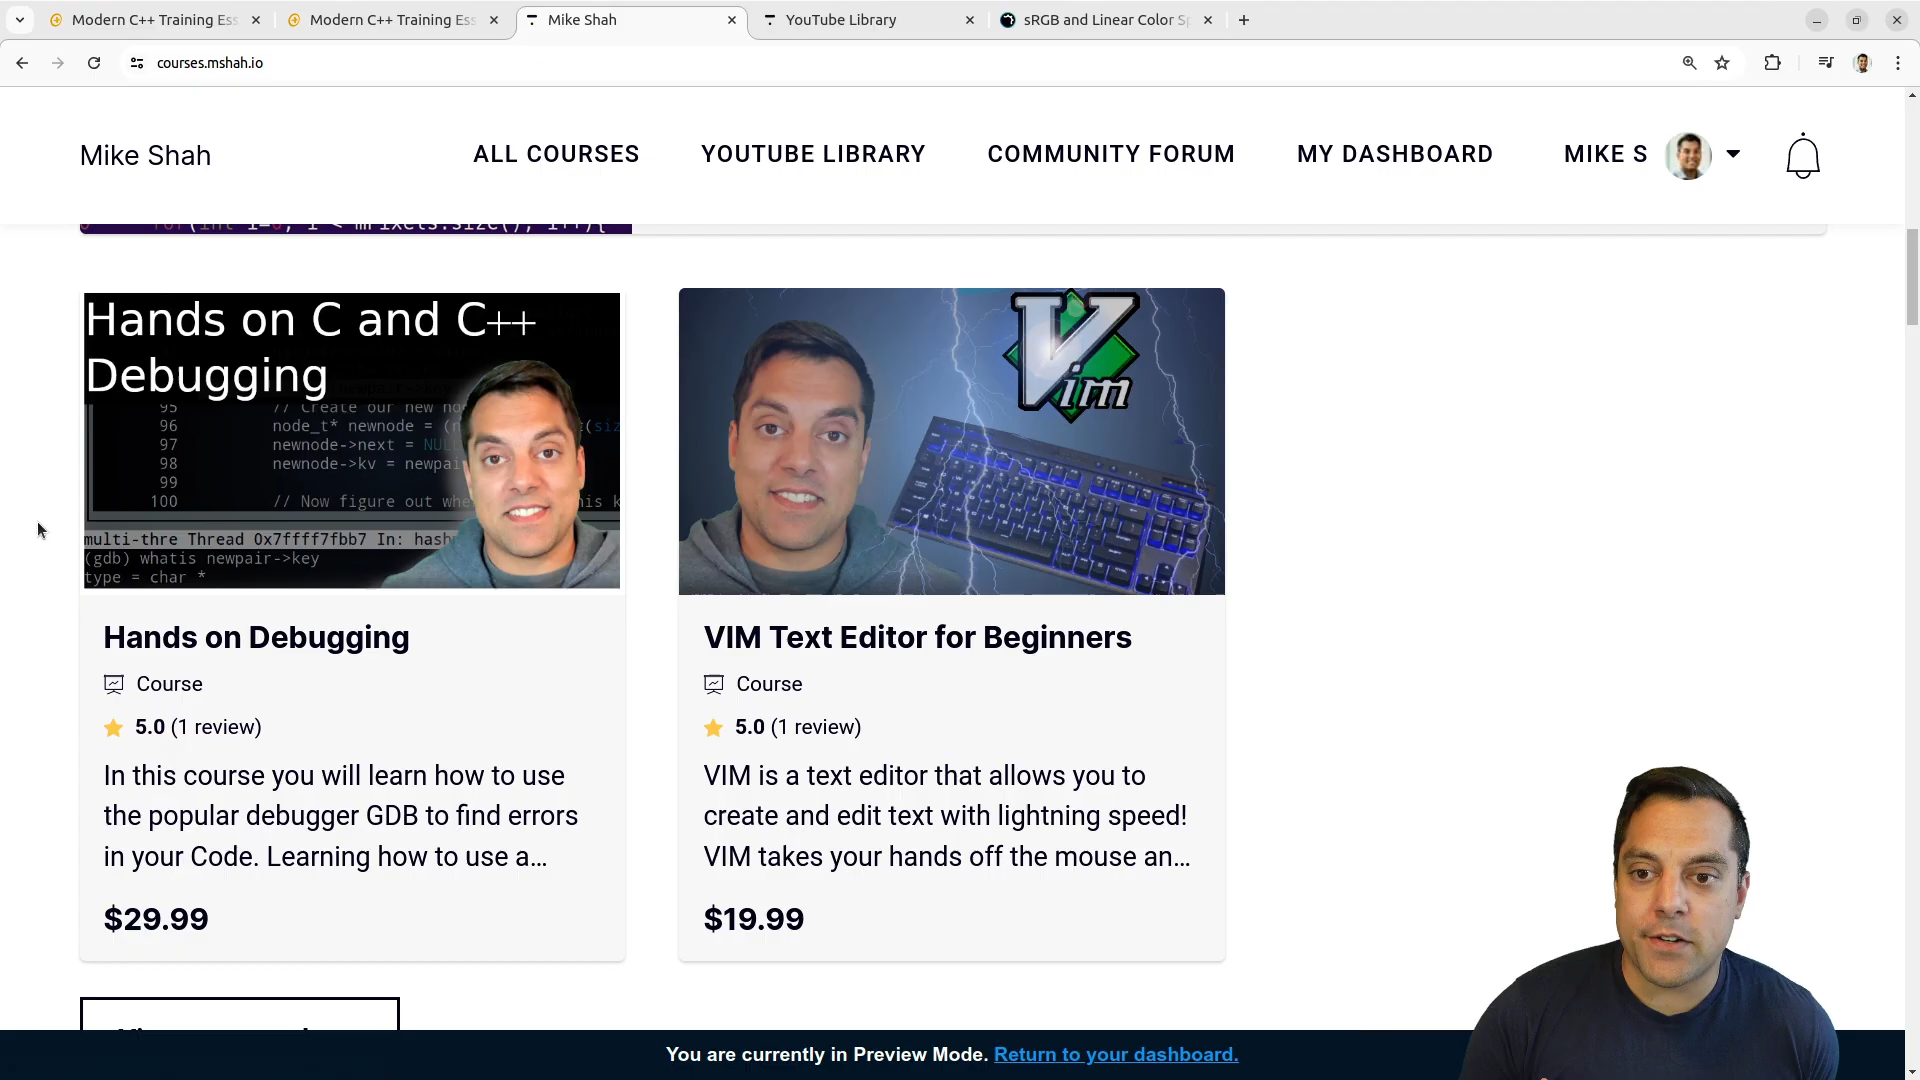 Modern C++ Training Ess
Modern C++ Training Ess
Mike Shah
YouTube Library
sRGB and Linear Color Sp
courses.mshah.io
Mike Shah
ALL COURSES
YOUTUBE LIBRARY
COMMUNITY FORUM
MY DASHBOARD
MIKE S
Hands on C and C++
Debugging
95 // Create our new no
96 node_t* newnode = (n
97 newnode->next = NULL
98 newnode->kv = newpai
99
100 // Now figure out whe
multi-thre Thread 0x7ffff7fbb7 In: hash
(gdb) whatis newpair->key
type = char *
Vim
Hands on Debugging
Course
5.0 (1 review)
In this course you will learn how to use
the popular debugger GDB to find errors
in your Code. Learning how to use a...
$29.99
VIM Text Editor for Beginners
Course
5.0 (1 review)
VIM is a text editor that allows you to
create and edit text with lightning speed!
VIM takes your hands off the mouse an...
$19.99
You are currently in Preview Mode. Return to your dashboard.